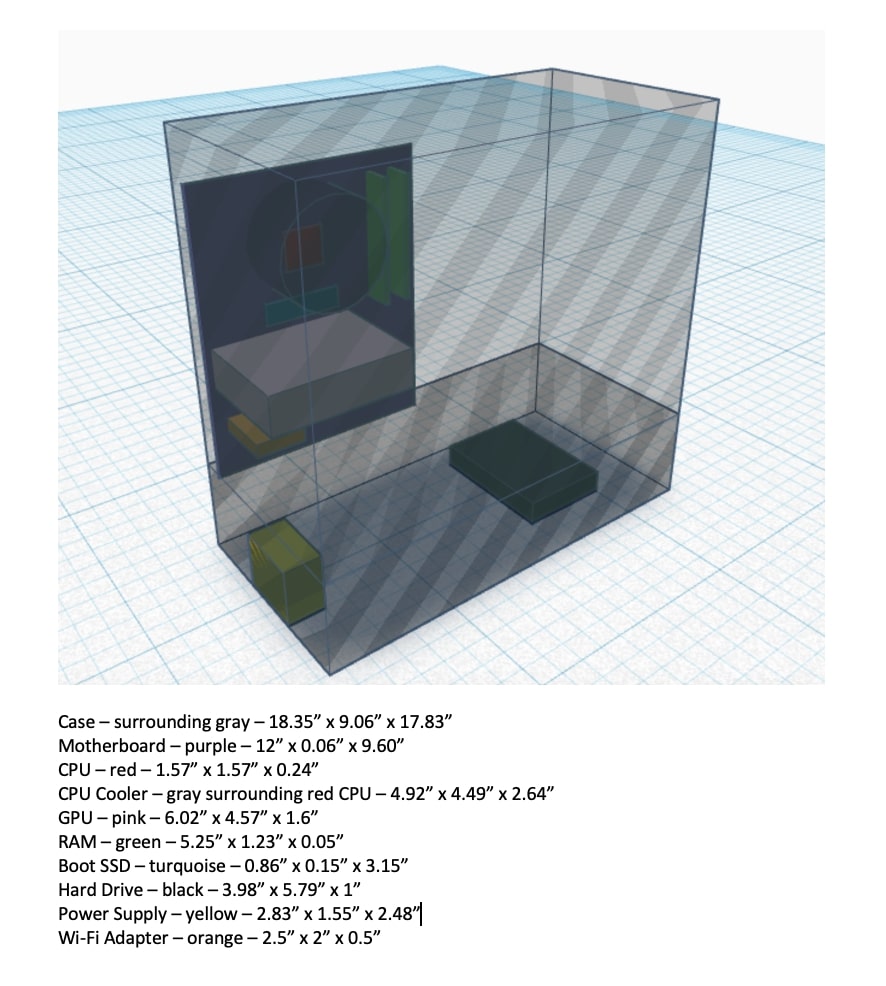 Case – surrounding gray – 18.35” x 9.06” x 17.83”
Motherboard – purple – 12” x 0.06” x 9.60”
CPU – red – 1.57” x 1.57” x 0.24”
CPU Cooler – gray surrounding red CPU – 4.92” x 4.49” x 2.64”
GPU – pink – 6.02” x 4.57” x 1.6”
RAM – green – 5.25” x 1.23” x 0.05”
Boot SSD – turquoise – 0.86” x 0.15” x 3.15”
Hard Drive – black – 3.98” x 5.79” x 1”
Power Supply – yellow – 2.83” x 1.55” x 2.48”
Wi-Fi Adapter – orange – 2.5” x 2” x 0.5”